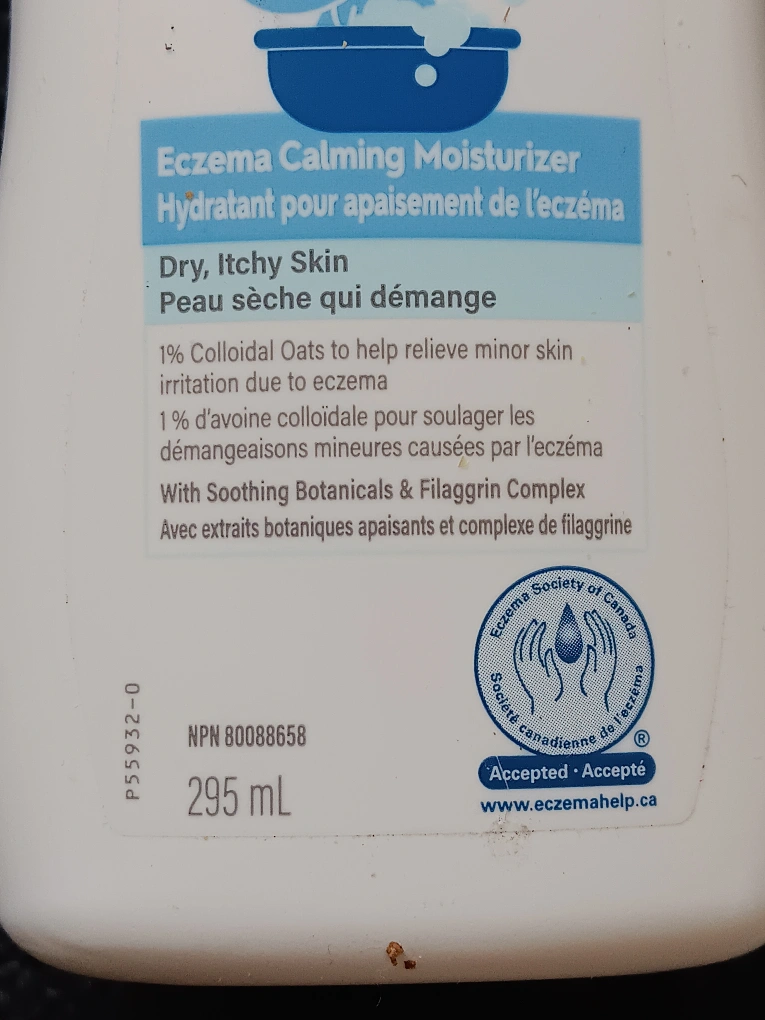 Eczema Calming Moisturizer
Hydratant pour apaisement de l'eczéma
Dry, Itchy Skin
Peau sèche qui démange
1% Colloidal Oats to help relieve minor skin
irritation due to eczema
1 % d'avoine colloïdale pour soulager les
démangeaisons mineures causées par l'eczéma
With Soothing Botanicals & Filaggrin Complex
Avec extraits botaniques apaisants et complexe de filaggrine
Eczema Society of Canada
Société canadienne de l'eczéma
®
Accepted · Accepté
www.eczemahelp.ca
P55932-0
NPN 80088658
295 mL